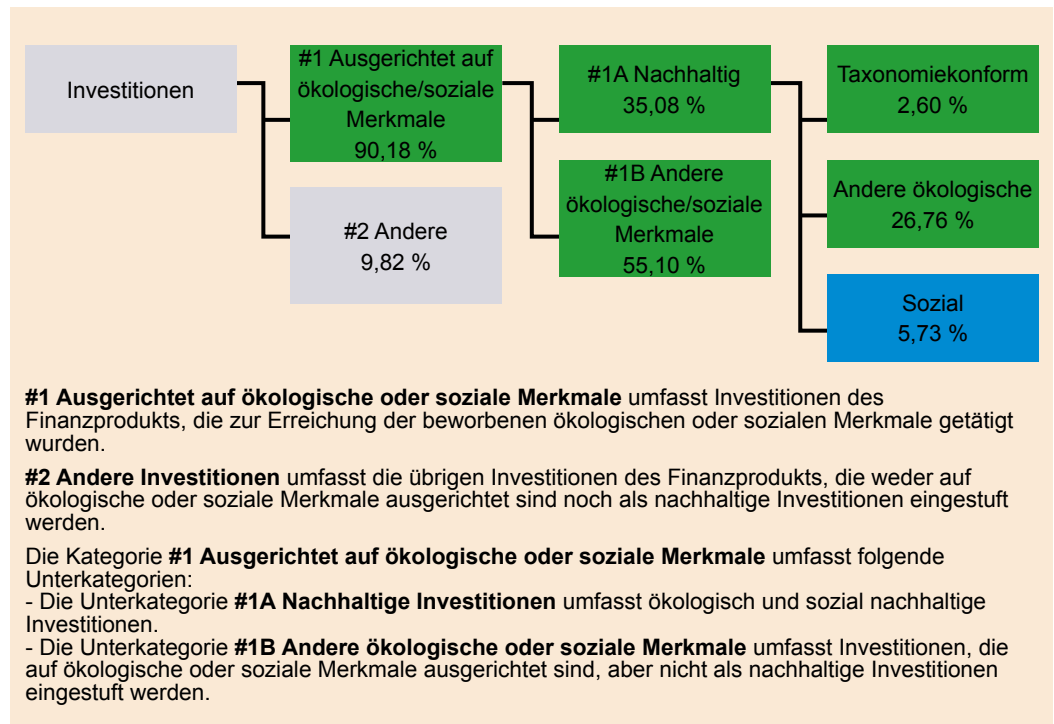 Investitionen
#1 Ausgerichtet auf
ökologische/soziale
Merkmale
90,18 %
#2 Andere
9,82 %
#1A Nachhaltig
35,08 %
#1B Andere
ökologische/soziale
Merkmale
55,10 %
Taxonomiekonform
2,60 %
Andere ökologische
26,76 %
Sozial
5,73 %
#1 Ausgerichtet auf ökologische oder soziale Merkmale umfasst Investitionen des
Finanzprodukts, die zur Erreichung der beworbenen ökologischen oder sozialen Merkmale getätigt
wurden.
#2 Andere Investitionen umfasst die übrigen Investitionen des Finanzprodukts, die weder auf
ökologische oder soziale Merkmale ausgerichtet sind noch als nachhaltige Investitionen eingestuft
werden.
Die Kategorie #1 Ausgerichtet auf ökologische oder soziale Merkmale umfasst folgende
Unterkategorien:
- Die Unterkategorie #1A Nachhaltige Investitionen umfasst ökologisch und sozial nachhaltige
Investitionen.
- Die Unterkategorie #1B Andere ökologische oder soziale Merkmale umfasst Investitionen, die
auf ökologische oder soziale Merkmale ausgerichtet sind, aber nicht als nachhaltige Investitionen
eingestuft werden.